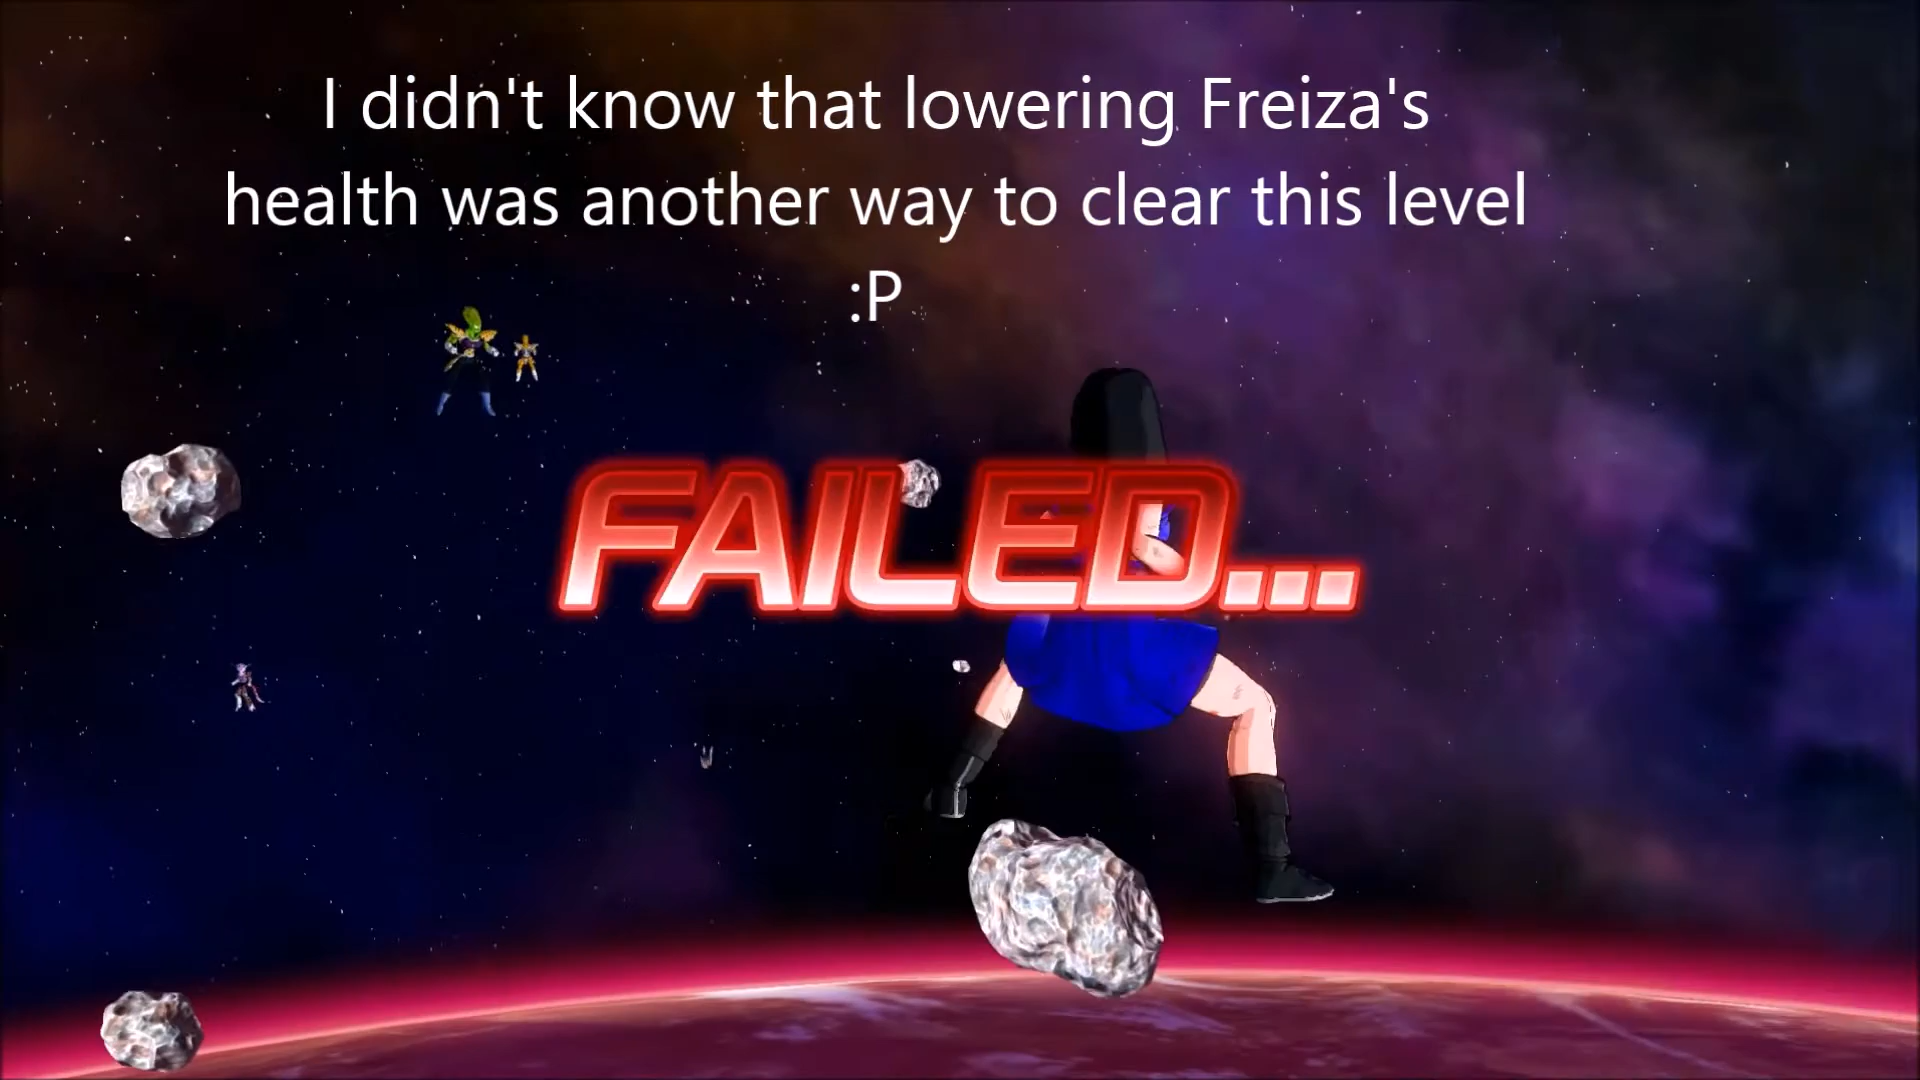 I didn't know that lowering Freiza's
health was another way to clear this level
:P
FAILED...